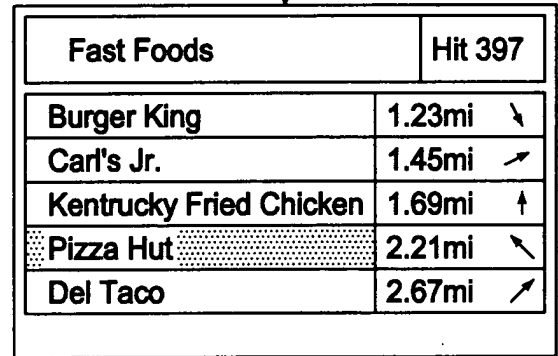 Fast Foods Hit 397
Burger King 1.23mi
Carl's Jr. 1.45mi
Kentrucky Fried Chicken 1.69mi
Pizza Hut 2.21mi
Del Taco 2.67mi